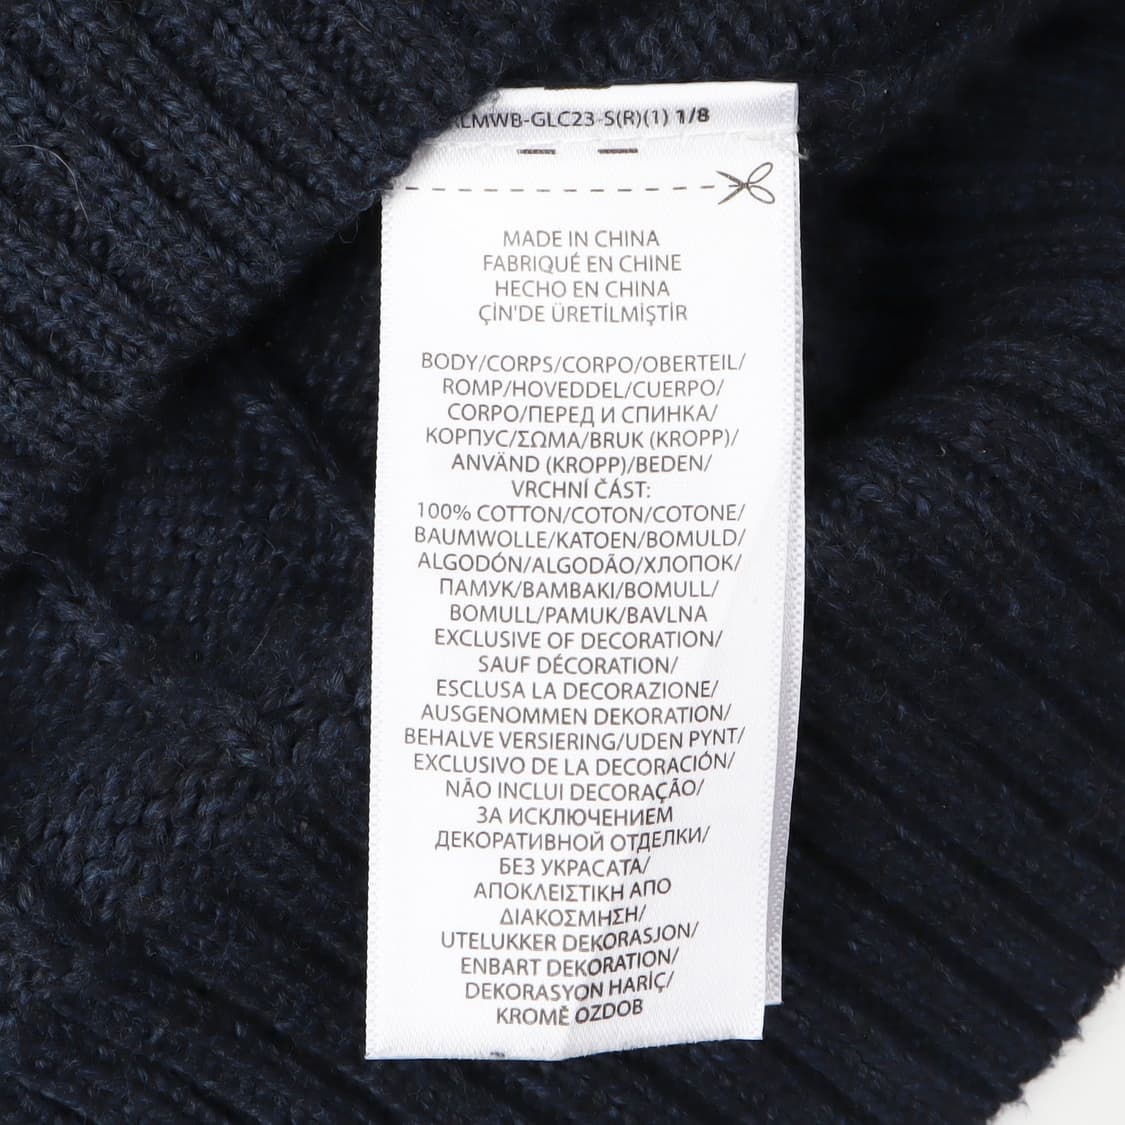 LMWB-GLC23-S(R)(1) 1/8
MADE IN CHINA
FABRIQUÉ EN CHINE
HECHO EN CHINA
ÇİN'DE ÜRETİLMİŞTİR
BODY/CORPS/CORPO/OBERTEIL/
ROMP/HOVEDDEL/CUERPO/
CORPO/ПЕРЕД И СПИНКА/
КОРПУС/ΣΩΜΑ/BRUK (KROPP)/
ANVÄND (KROPP)/BEDEN/
VRCHNÍ ČÁST:
100% COTTON/COTON/COTONE/
BAUMWOLLE/KATOEN/BOMULD/
ALGODÓN/ALGODÃO/ХЛОПОК/
ПАМУК/ΒΑΜΒΑΚΙ/BOMULL/
BOMULL/PAMUK/BAVLNA
EXCLUSIVE OF DECORATION/
SAUF DÉCORATION/
ESCLUSA LA DECORAZIONE/
AUSGENOMMEN DEKORATION/
BEHALVE VERSIERING/UDEN PYNT/
EXCLUSIVO DE LA DECORACIÓN/
NÃO INCLUI DECORAÇÃO/
ЗА ИСКЛЮЧЕНИЕМ
ДЕКОРАТИВНОЙ ОТДЕЛКИ/
БЕЗ УКРАСАТА/
ΑΠΟΚΛΕΙΣΤΙΚΗ ΑΠΟ
ΔΙΑΚΟΣΜΗΣΗ/
UTELUKKER DEKORASJON/
ENBART DEKORATION/
DEKORASYON HARİÇ/
KROMĚ OZDOB